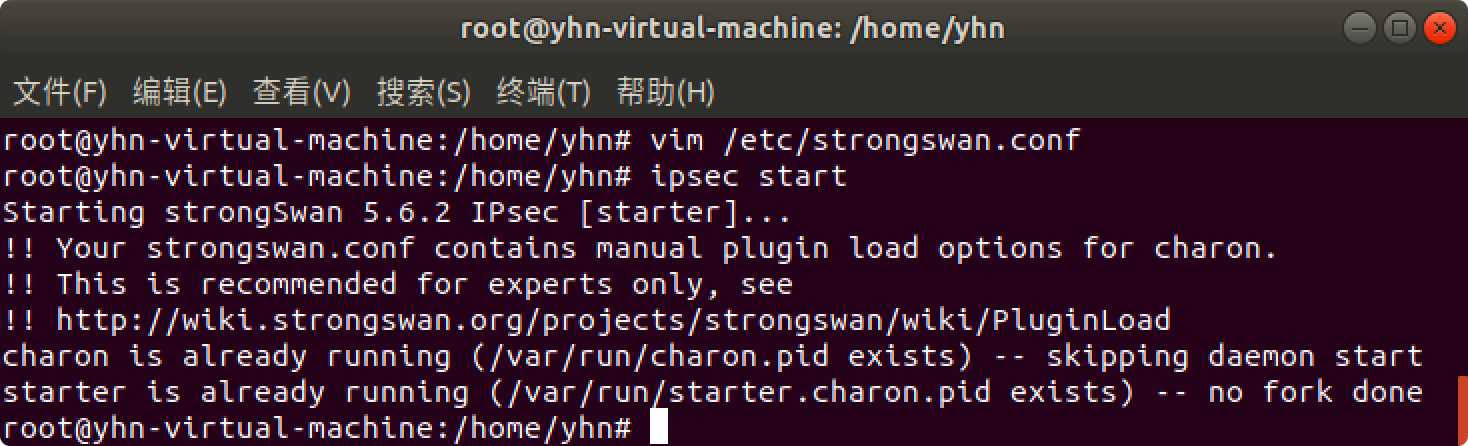 root@yhn-virtual-machine: /home/yhn
文件(F) 编辑(E) 查看(V) 搜索(S) 终端(T) 帮助(H)
root@yhn-virtual-machine:/home/yhn# vim /etc/strongswan.conf
root@yhn-virtual-machine:/home/yhn# ipsec start
Starting strongSwan 5.6.2 IPsec [starter]...
!! Your strongswan.conf contains manual plugin load options for charon.
!! This is recommended for experts only, see
!! http://wiki.strongswan.org/projects/strongswan/wiki/PluginLoad
charon is already running (/var/run/charon.pid exists) -- skipping daemon start
starter is already running (/var/run/starter.charon.pid exists) -- no fork done
root@yhn-virtual-machine:/home/yhn#